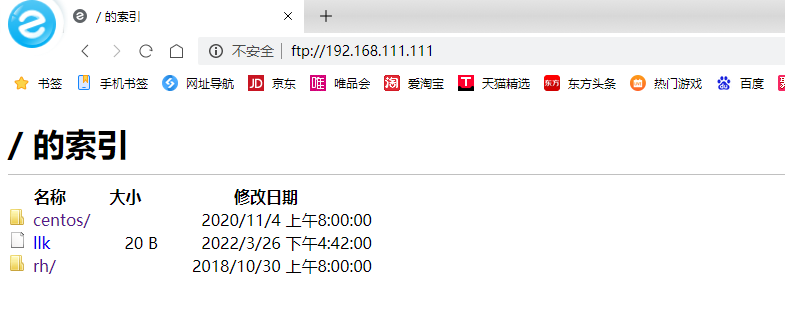 / 的索引
不安全 ftp://192.168.111.111
书签 手机书签 网址导航 JD 京东 唯 唯品会 淘 爱淘宝 T 天猫精选 东方 东方头条 热门游戏 百度
/ 的索引
名称 大小 修改日期
centos/ 2020/11/4 上午8:00:00
llk 20 B 2022/3/26 下午4:42:00
rh/ 2018/10/30 上午8:00:00